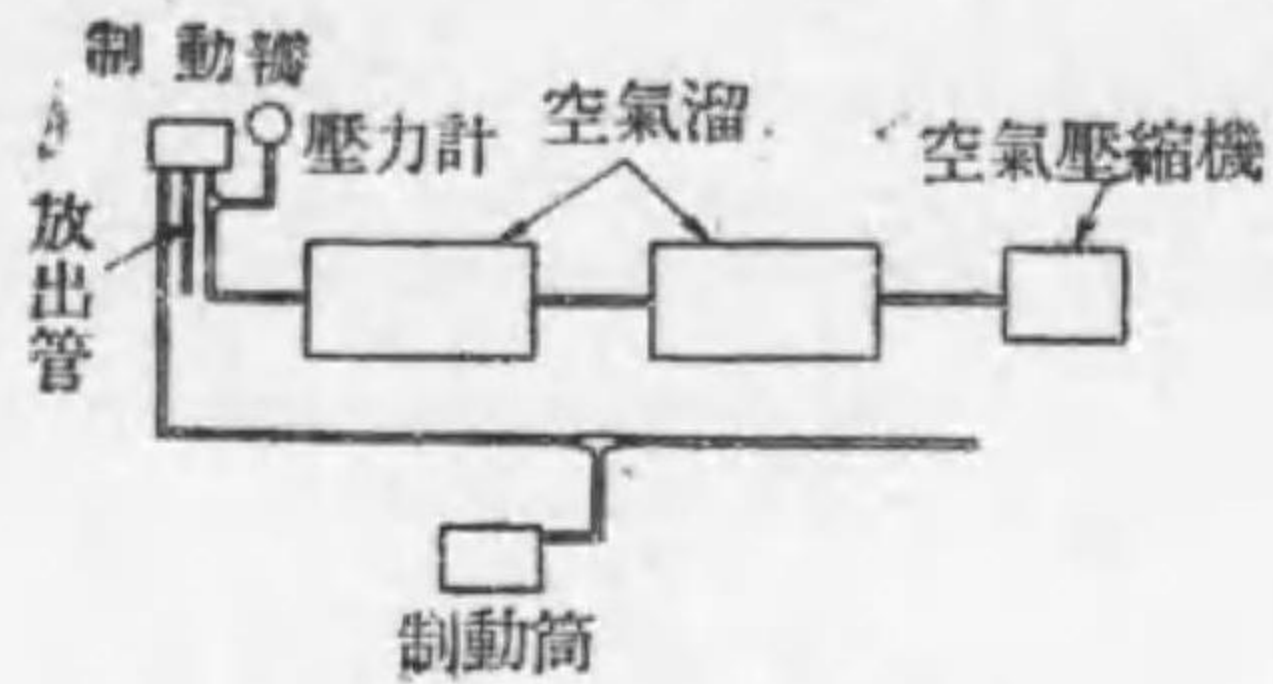 制動瓣
壓力計
空氣溜
空氣壓縮機
放出管
制動筒